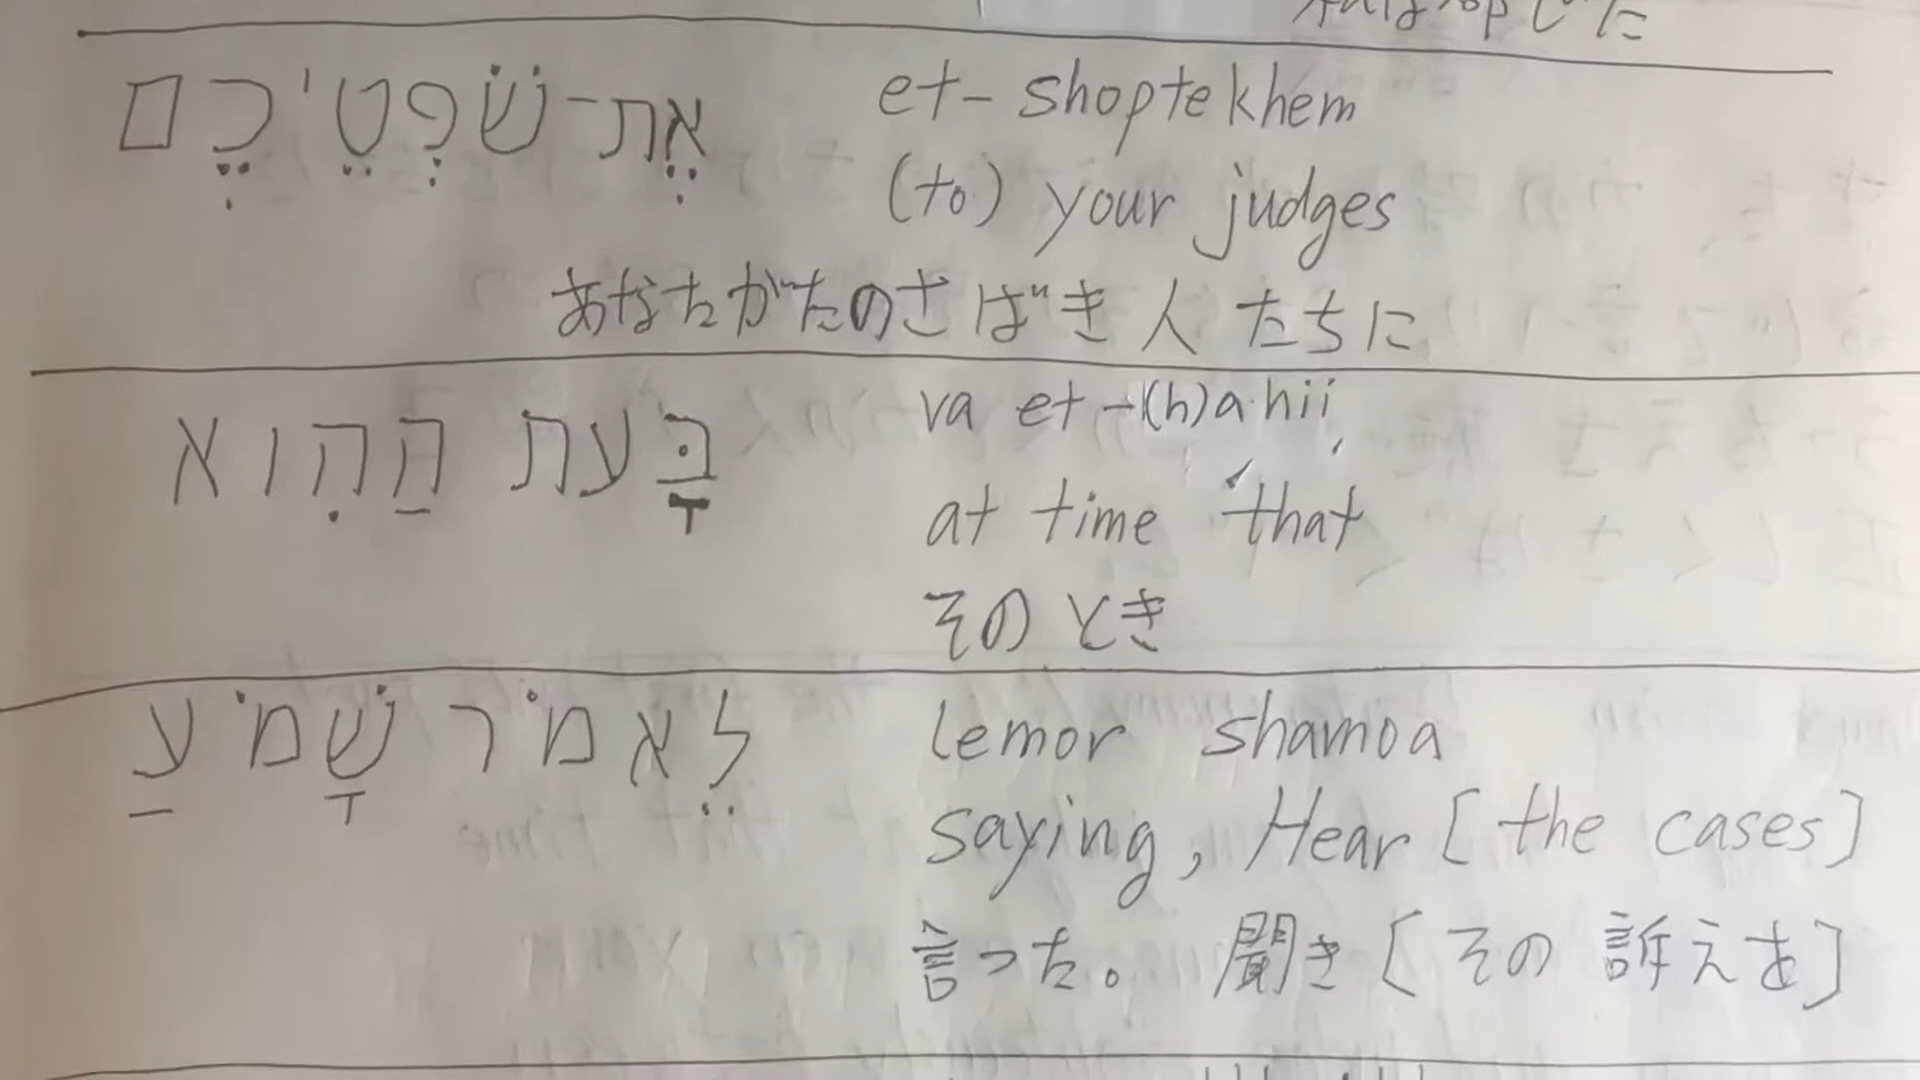 אֶת-שֹׁפְטֵיכֶם
et- shoptekhem
(to) your judges
あなたがたのさばき人たちに
בָּעת הַהִוא
va et-(h)a hii,
at time that
そのとき
לֵאמֹר שָׁמֹעַ
lemor shamoa
saying, Hear [the cases]
言った。聞き[その 訴えを]